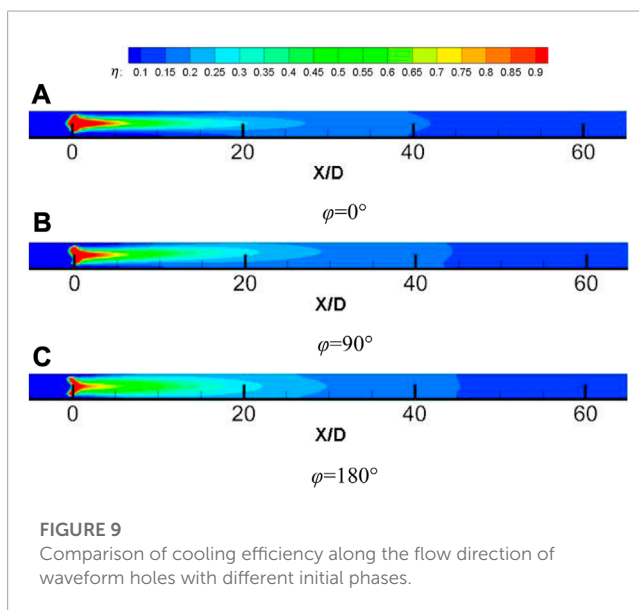 η: 0.1 0.15 0.2 0.25 0.3 0.35 0.4 0.45 0.5 0.55 0.6 0.65 0.7 0.75 0.8 0.85 0.9
A
0 20 40 60
X/D
φ=0°
B
0 20 40 60
X/D
φ=90°
C
0 20 40 60
X/D
φ=180°
FIGURE 9
Comparison of cooling efficiency along the flow direction of
waveform holes with different initial phases.